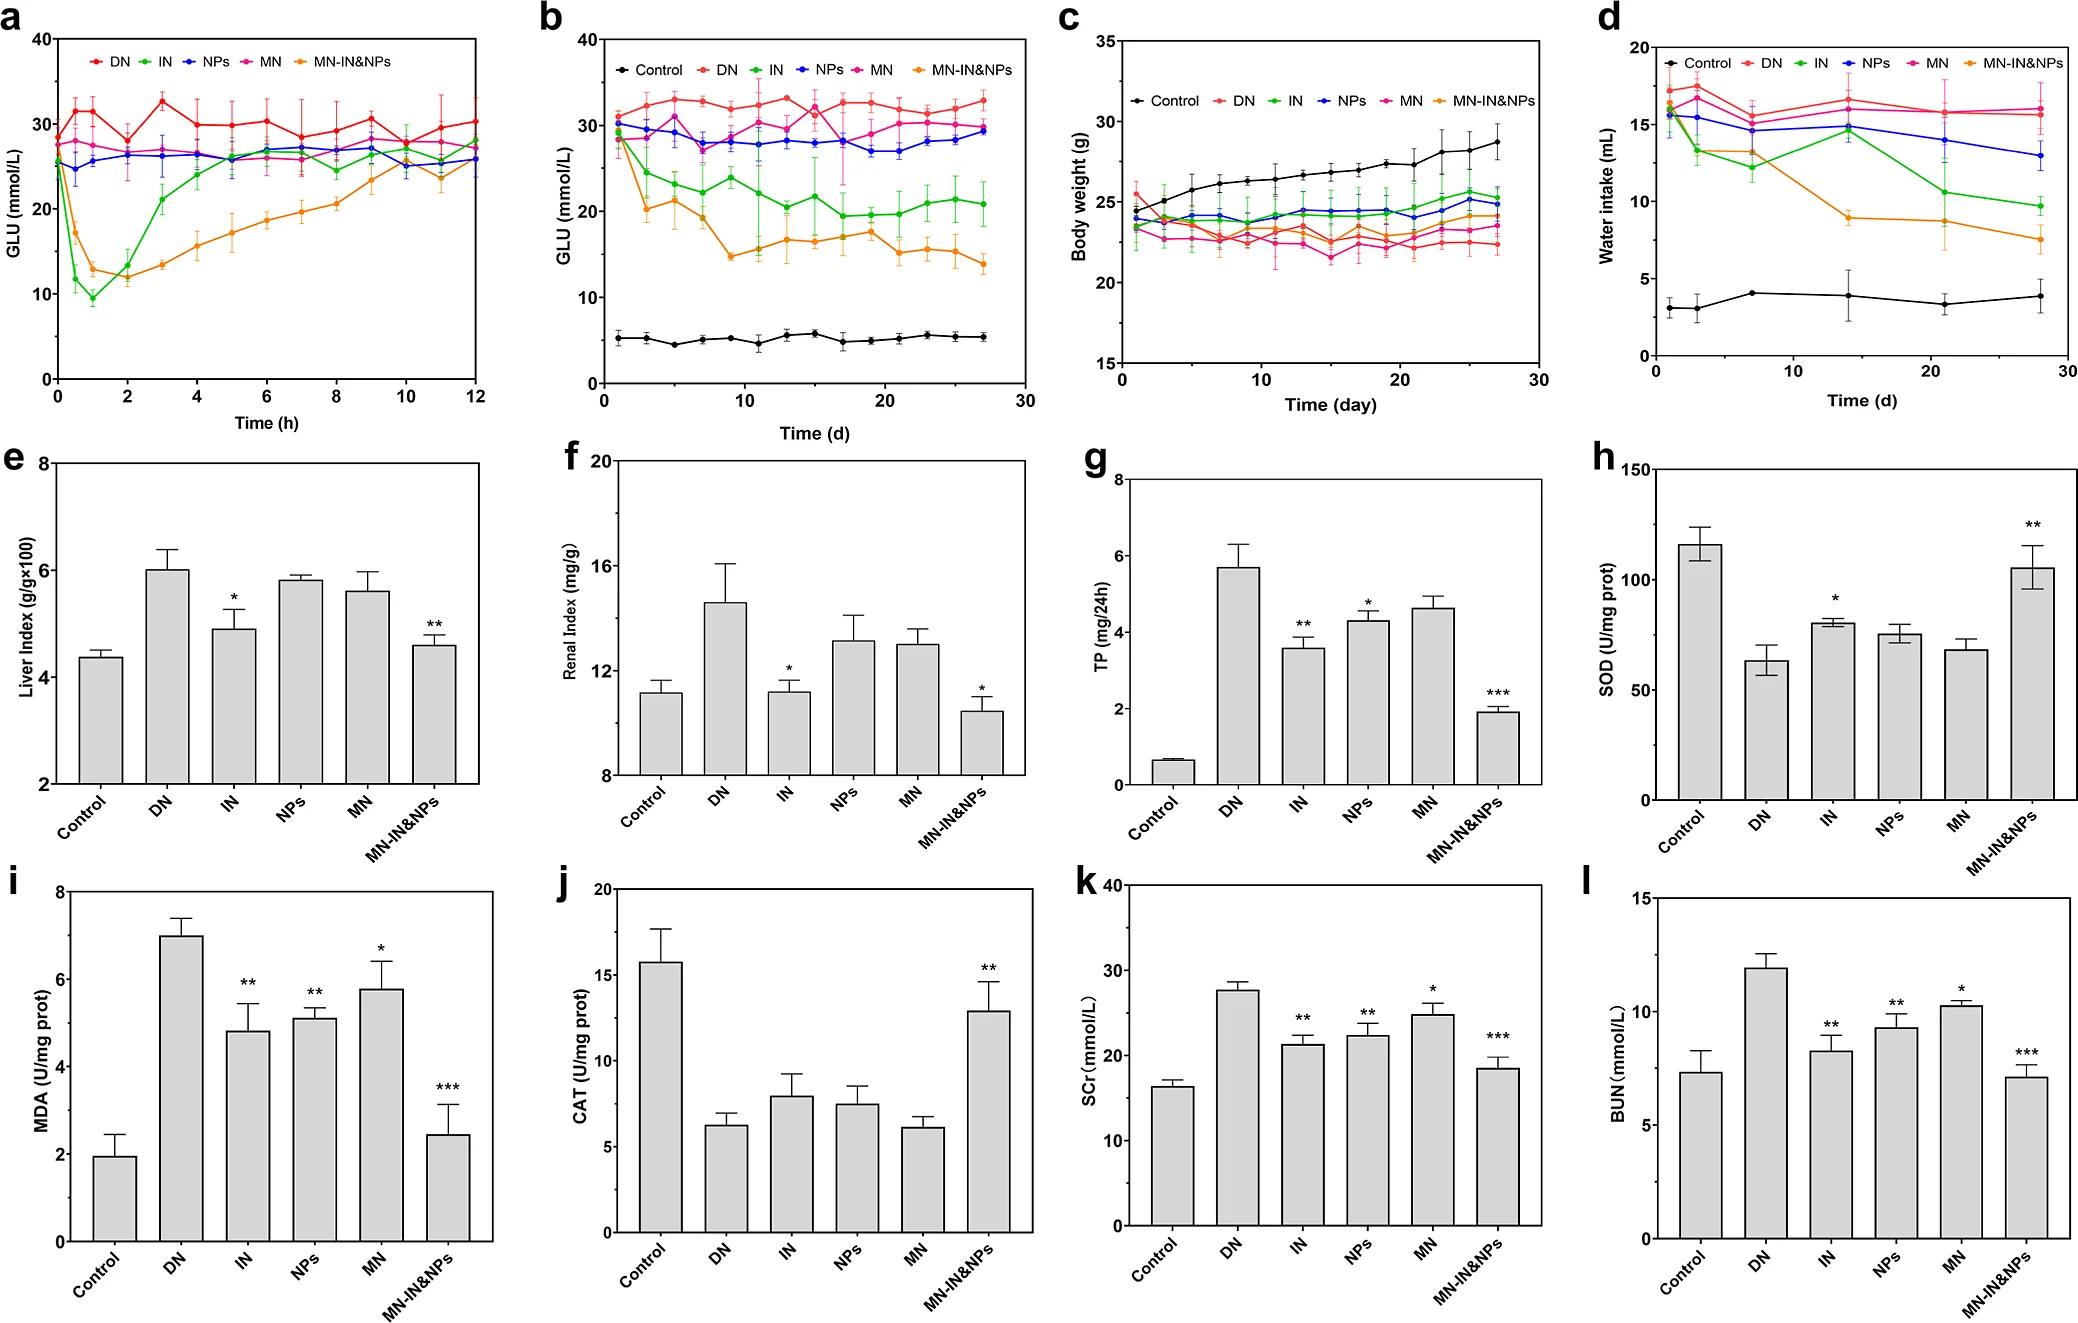 a
40
30
20
10
0
GLU (mmol/L)
DN IN NPs MN MN-IN&NPs
0 2 4 6 8 10 12
Time (h)
b
40
30
20
10
0
GLU (mmol/L)
Control DN IN NPs MN MN-IN&NPs
0 10 20 30
Time (d)
c
35
30
25
20
15
Body weight (g)
Control DN IN NPs MN MN-IN&NPs
0 10 20 30
Time (day)
d
20
15
10
5
0
Water intake (mL)
Control DN IN NPs MN MN-IN&NPs
0 10 20 30
Time (d)
e
8
6
4
2
Liver Index (g/g×100)
*
**
Control DN IN NPs MN MN-IN&NPs
f
20
16
12
8
Renal Index (mg/g)
*
*
Control DN IN NPs MN MN-IN&NPs
g
8
6
4
2
0
TP (mg/24h)
**
*
***
Control DN IN NPs MN MN-IN&NPs
h
150
100
50
0
SOD (U/mg prot)
*
**
Control DN IN NPs MN MN-IN&NPs
i
8
6
4
2
0
MDA (U/mg prot)
**
**
*
***
Control DN IN NPs MN MN-IN&NPs
j
20
15
10
5
0
CAT (U/mg prot)
**
Control DN IN NPs MN MN-IN&NPs
k
40
30
20
10
0
SCr(mmol/L)
**
**
*
***
Control DN IN NPs MN MN-IN&NPs
l
15
10
5
0
BUN(mmol/L)
**
**
*
***
Control DN IN NPs MN MN-IN&NPs